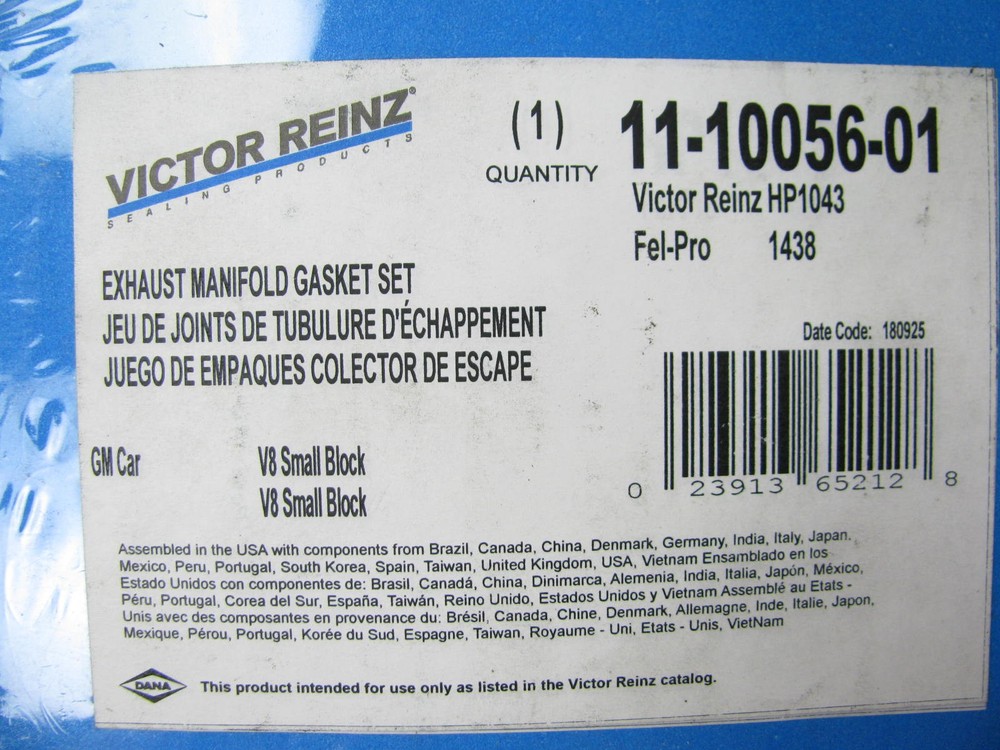 VICTOR REINZ®
SEALING PRODUCTS
(1)
QUANTITY
11-10056-01
Victor Reinz HP1043
Fel-Pro 1438
EXHAUST MANIFOLD GASKET SET
JEU DE JOINTS DE TUBULURE D'ÉCHAPPEMENT
JUEGO DE EMPAQUES COLECTOR DE ESCAPE
Date Code: 180925
0 23913 65212 8
GM Car V8 Small Block
V8 Small Block
Assembled in the USA with components from Brazil, Canada, China, Denmark, Germany, India, Italy, Japan.
Mexico, Peru, Portugal, South Korea, Spain, Taiwan, United Kingdom, USA, Vietnam Ensamblado en los
Estado Unidos con componentes de: Brasil, Canadá, China, Dinimarca, Alemenia, India, Italia, Japón, México,
Péru, Portugal, Corea del Sur, España, Taiwán, Reino Unido, Estados Unidos y Vietnam Assemblé au Etats -
Unis avec des composantes en provenance du: Brésil, Canada, Chine, Denmark, Allemagne, Inde, Italie, Japon,
Mexique, Pérou, Portugal, Korée du Sud, Espagne, Taiwan, Royaume - Uni, Etats - Unis, VietNam
DANA
This product intended for use only as listed in the Victor Reinz catalog.